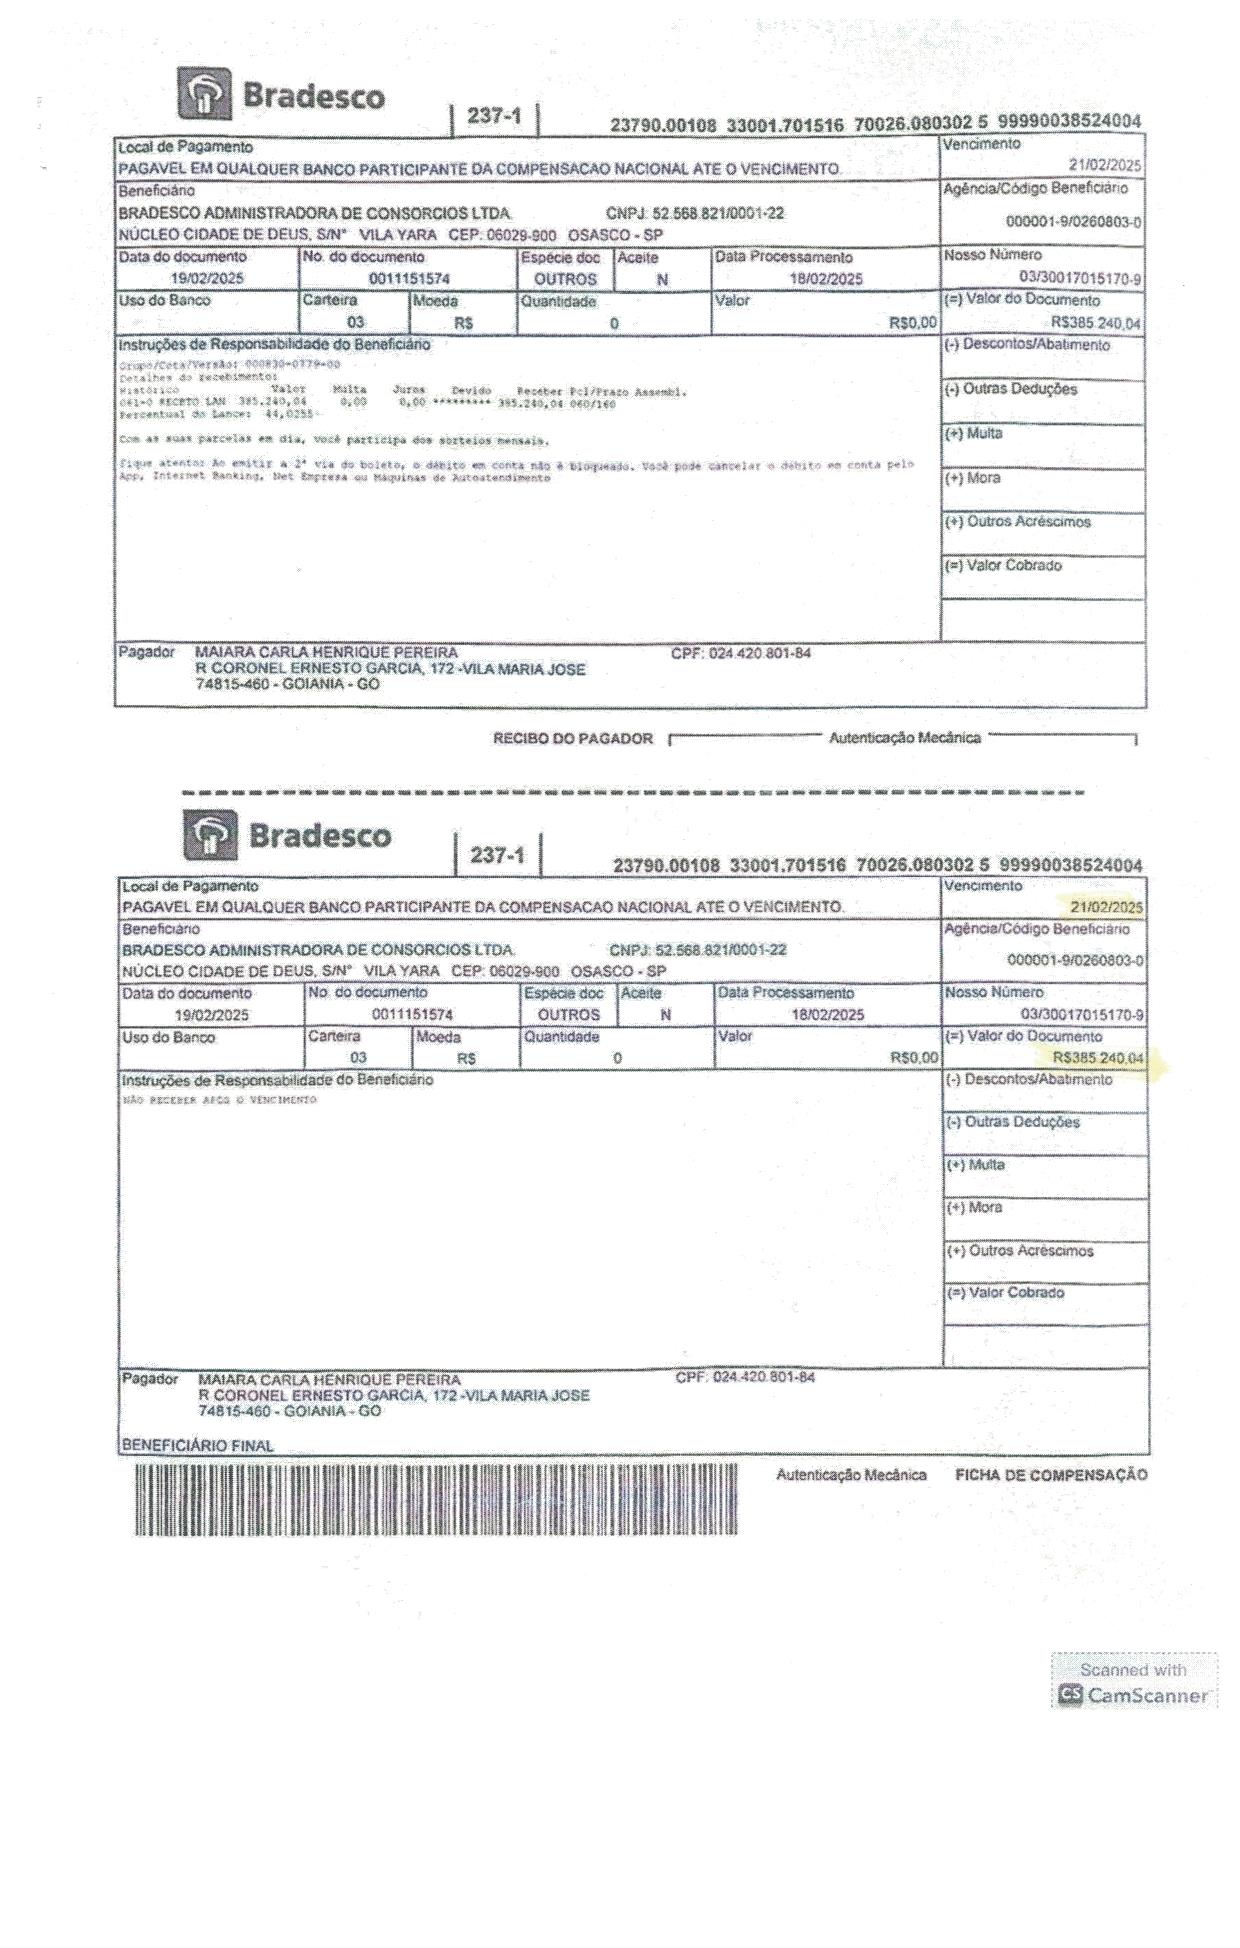 Bradesco
237-1
23790.00108 33001.701516 70026.080302 5 99990038524004
Local de Pagamento
Vencimento
PAGAVEL EM QUALQUER BANCO PARTICIPANTE DA COMPENSACAO NACIONAL ATE O VENCIMENTO.
21/02/2025
Beneficiário
Agência/Código Beneficiário
BRADESCO ADMINISTRADORA DE CONSORCIOS LTDA. CNPJ: 52.568.821/0001-22
000001-9/0260803-0
NÚCLEO CIDADE DE DEUS, S/N° VILA YARA CEP: 06029-900 OSASCO - SP
Data do documento No. do documento Espécie doc Aceite Data Processamento Nosso Número
19/02/2025 0011151574 OUTROS N 18/02/2025 03/30017015170-9
Uso do Banco Carteira Moeda Quantidade Valor (=) Valor do Documento
03 R$ 0 R$0,00 R$385.240,04
Instruções de Responsabilidade do Beneficiário
(-) Descontos/Abatimento
Grupo/Cota/Versão: 000830-0779-00
Detalhes do recebimento:
Histórico Valor Multa Juros Devido Receber Pcl/Prazo Assembl.
061-0 RECBTO LAN 385.240,04 0,00 0,00 ********* 385.240,04 060/160
Percentual do Lance: 44,0255
(-) Outras Deduções
(+) Multa
Com as suas parcelas em dia, você participa dos sorteios mensais.
Fique atento: Ao emitir a 2ª via do boleto, o débito em conta não é bloqueado. Você pode cancelar o débito em conta pelo
App, Internet Banking, Net Empresa ou Máquinas de Autoatendimento
(+) Mora
(+) Outros Acréscimos
(=) Valor Cobrado
Pagador MAIARA CARLA HENRIQUE PEREIRA CPF: 024.420.801-84
R CORONEL ERNESTO GARCIA, 172 -VILA MARIA JOSE
74815-460 - GOIANIA - GO
RECIBO DO PAGADOR Autenticação Mecânica
Bradesco
237-1
23790.00108 33001.701516 70026.080302 5 99990038524004
Local de Pagamento
Vencimento
PAGAVEL EM QUALQUER BANCO PARTICIPANTE DA COMPENSACAO NACIONAL ATE O VENCIMENTO.
21/02/2025
Beneficiário
Agência/Código Beneficiário
BRADESCO ADMINISTRADORA DE CONSORCIOS LTDA. CNPJ: 52.568.821/0001-22
000001-9/0260803-0
NÚCLEO CIDADE DE DEUS, S/N° VILA YARA CEP: 06029-900 OSASCO - SP
Data do documento No. do documento Espécie doc Aceite Data Processamento Nosso Número
19/02/2025 0011151574 OUTROS N 18/02/2025 03/30017015170-9
Uso do Banco Carteira Moeda Quantidade Valor (=) Valor do Documento
03 R$ 0 R$0,00 R$385.240,04
Instruções de Responsabilidade do Beneficiário
(-) Descontos/Abatimento
NÃO RECEBER APOS O VENCIMENTO
(-) Outras Deduções
(+) Multa
(+) Mora
(+) Outros Acréscimos
(=) Valor Cobrado
Pagador MAIARA CARLA HENRIQUE PEREIRA CPF: 024.420.801-84
R CORONEL ERNESTO GARCIA, 172 -VILA MARIA JOSE
74815-460 - GOIANIA - GO
BENEFICIÁRIO FINAL
Autenticação Mecânica FICHA DE COMPENSAÇÃO
Scanned with
CS CamScanner